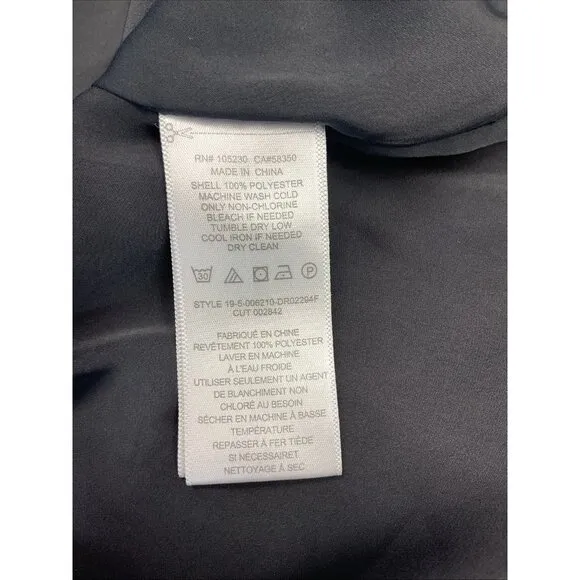 RN# 105230 CA#58350
MADE IN CHINA
SHELL 100% POLYESTER
MACHINE WASH COLD
ONLY NON-CHLORINE
BLEACH IF NEEDED
TUMBLE DRY LOW
COOL IRON IF NEEDED
DRY CLEAN
30 P
STYLE 19-5-006210-DR02294F
CUT 002842
FABRIQUÉ EN CHINE
REVÊTEMENT 100% POLYESTER
LAVER EN MACHINE
À L'EAU FROIDE
UTILISER SEULEMENT UN AGENT
DE BLANCHIMENT NON
CHLORÉ AU BESOIN
SÉCHER EN MACHINE À BASSE
TEMPÉRATURE
REPASSER À FER TIÈDE
SI NECESSAIRET
NETTOYAGE À SEC